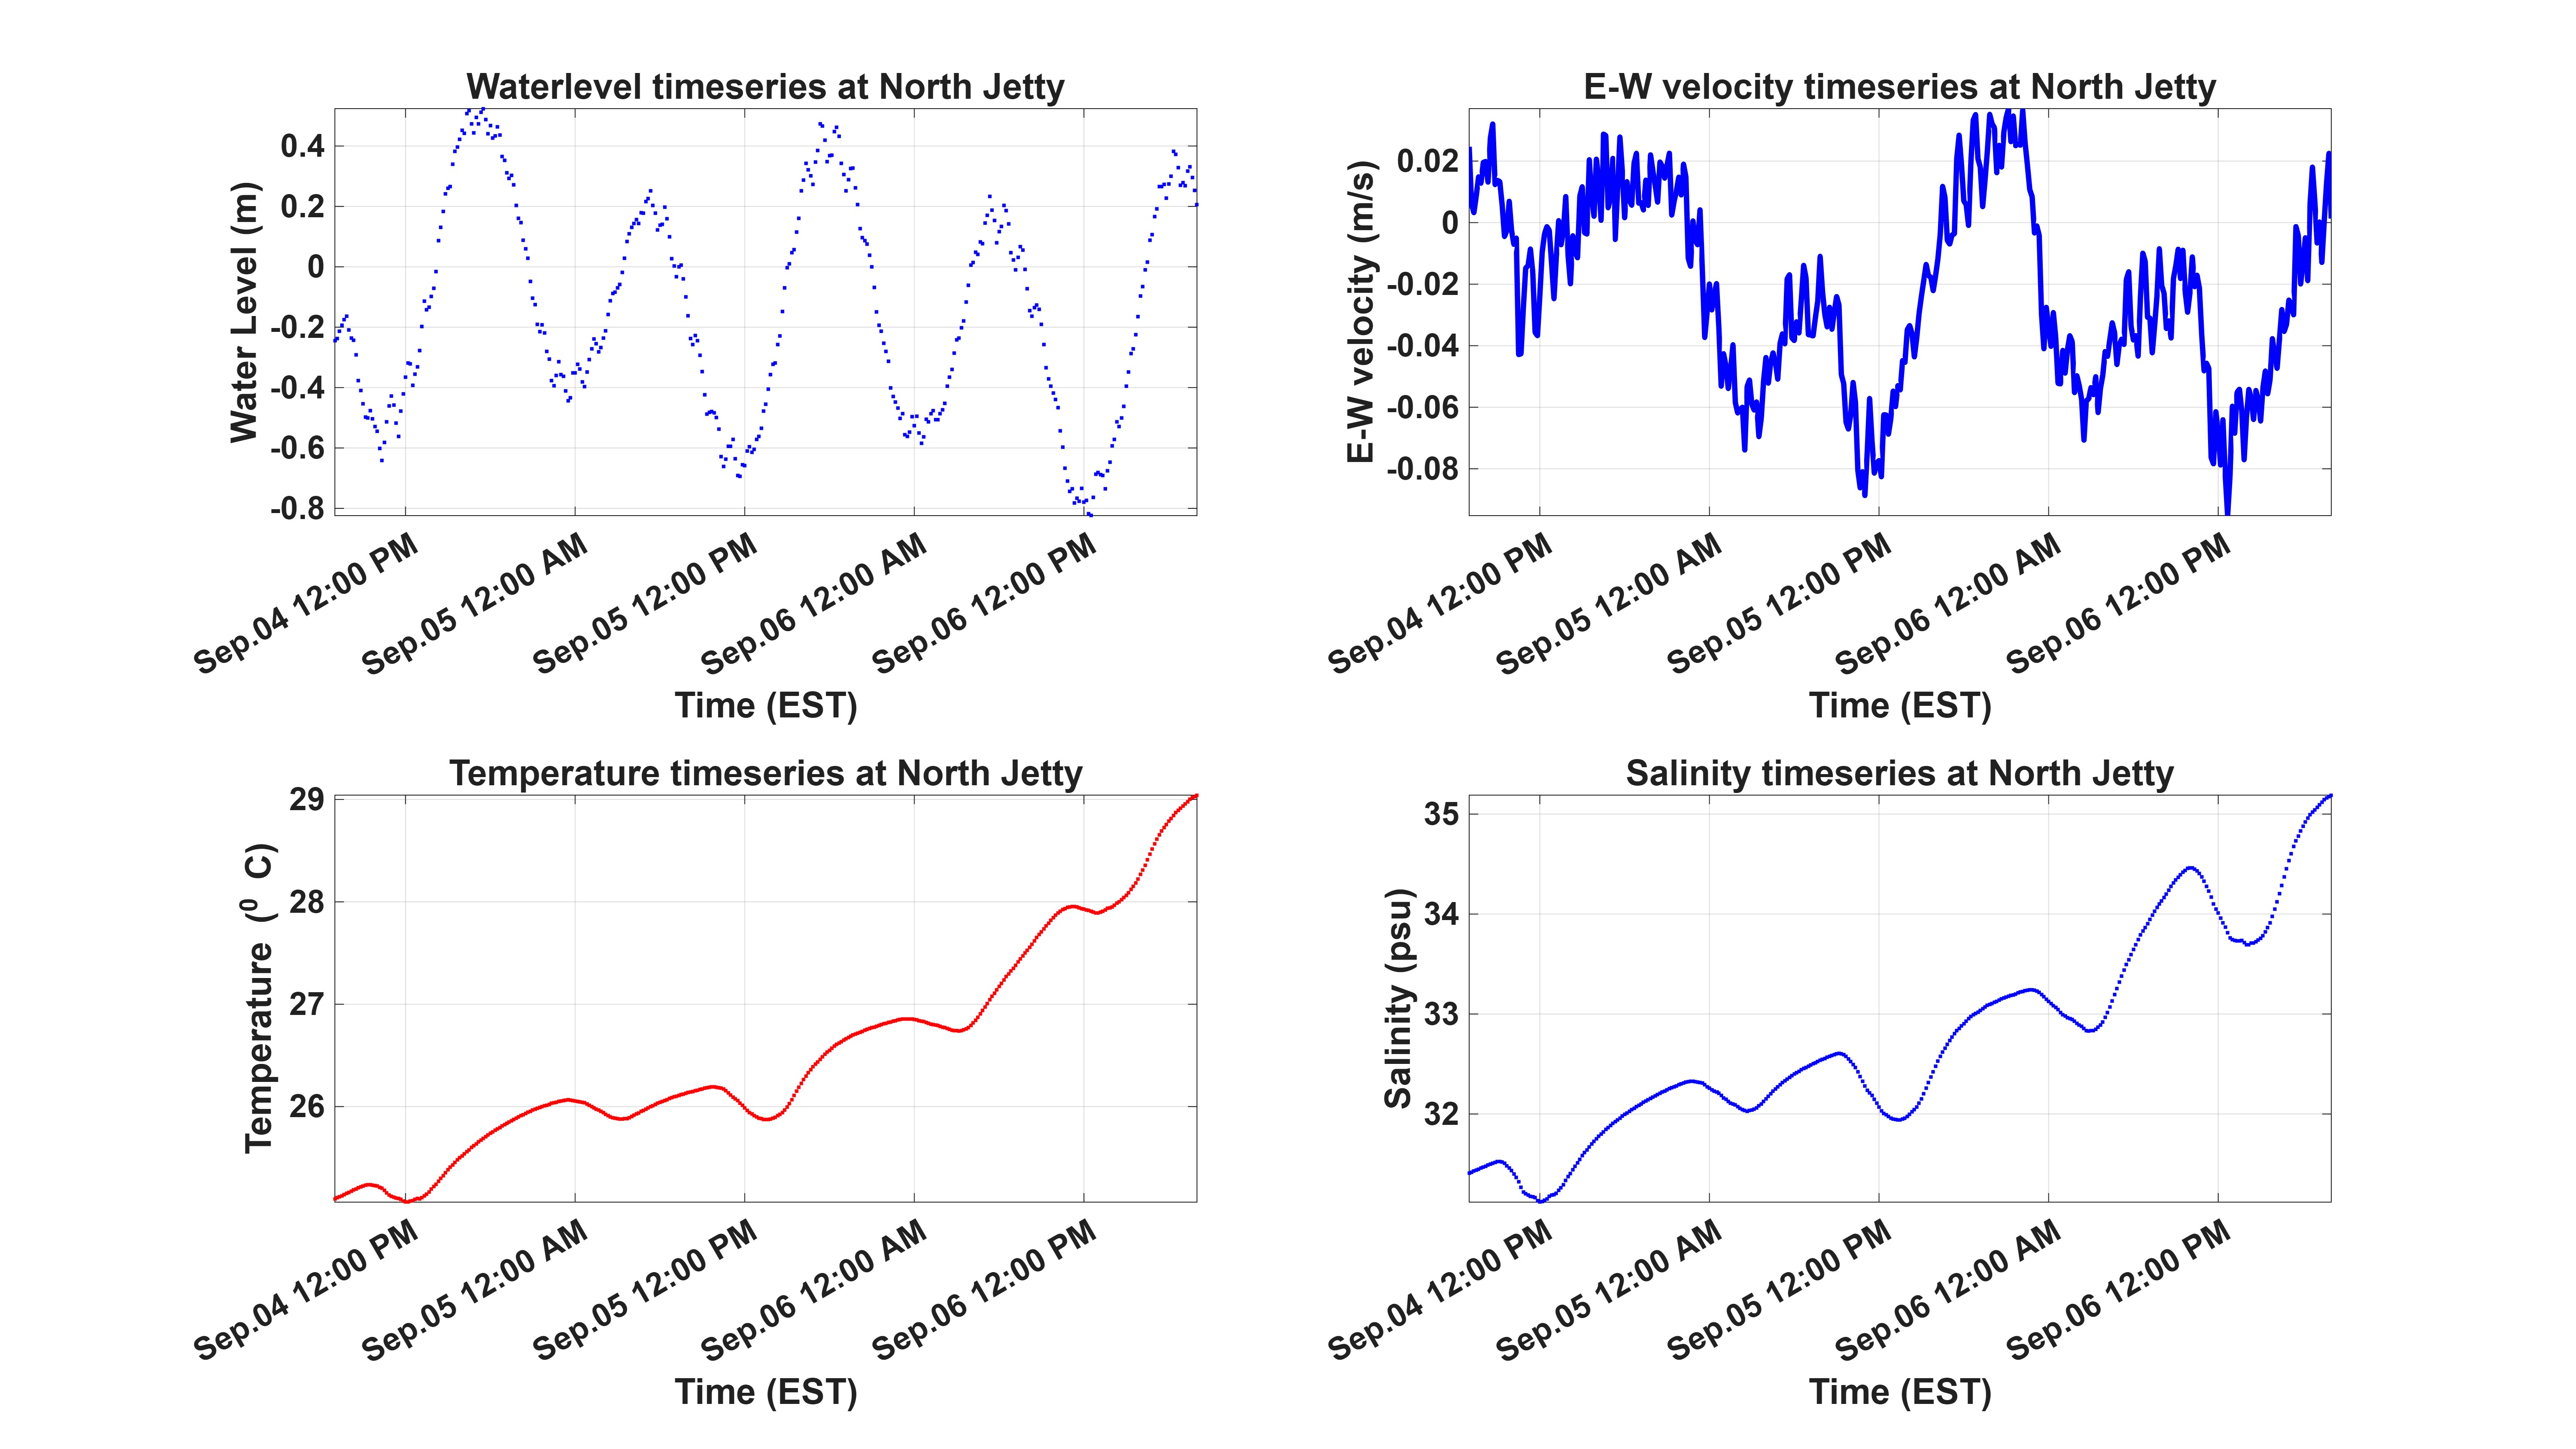 Waterlevel timeseries at North Jetty
Water Level (m)
0.4
0.2
0
-0.2
-0.4
-0.6
-0.8
Sep.04 12:00 PM
Sep.05 12:00 AM
Sep.05 12:00 PM
Sep.06 12:00 AM
Sep.06 12:00 PM
Time (EST)
E-W velocity timeseries at North Jetty
E-W velocity (m/s)
0.02
0
-0.02
-0.04
-0.06
-0.08
Sep.04 12:00 PM
Sep.05 12:00 AM
Sep.05 12:00 PM
Sep.06 12:00 AM
Sep.06 12:00 PM
Time (EST)
Temperature timeseries at North Jetty
Temperature (⁰ C)
29
28
27
26
Sep.04 12:00 PM
Sep.05 12:00 AM
Sep.05 12:00 PM
Sep.06 12:00 AM
Sep.06 12:00 PM
Time (EST)
Salinity timeseries at North Jetty
Salinity (psu)
35
34
33
32
Sep.04 12:00 PM
Sep.05 12:00 AM
Sep.05 12:00 PM
Sep.06 12:00 AM
Sep.06 12:00 PM
Time (EST)